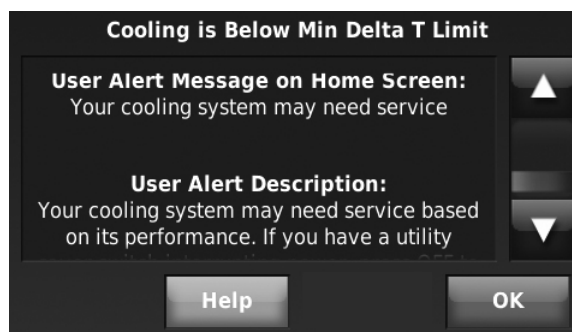 Cooling is Below Min Delta T Limit
User Alert Message on Home Screen:
Your cooling system may need service
User Alert Description:
Your cooling system may need service based
on its performance. If you have a utility
Help
OK